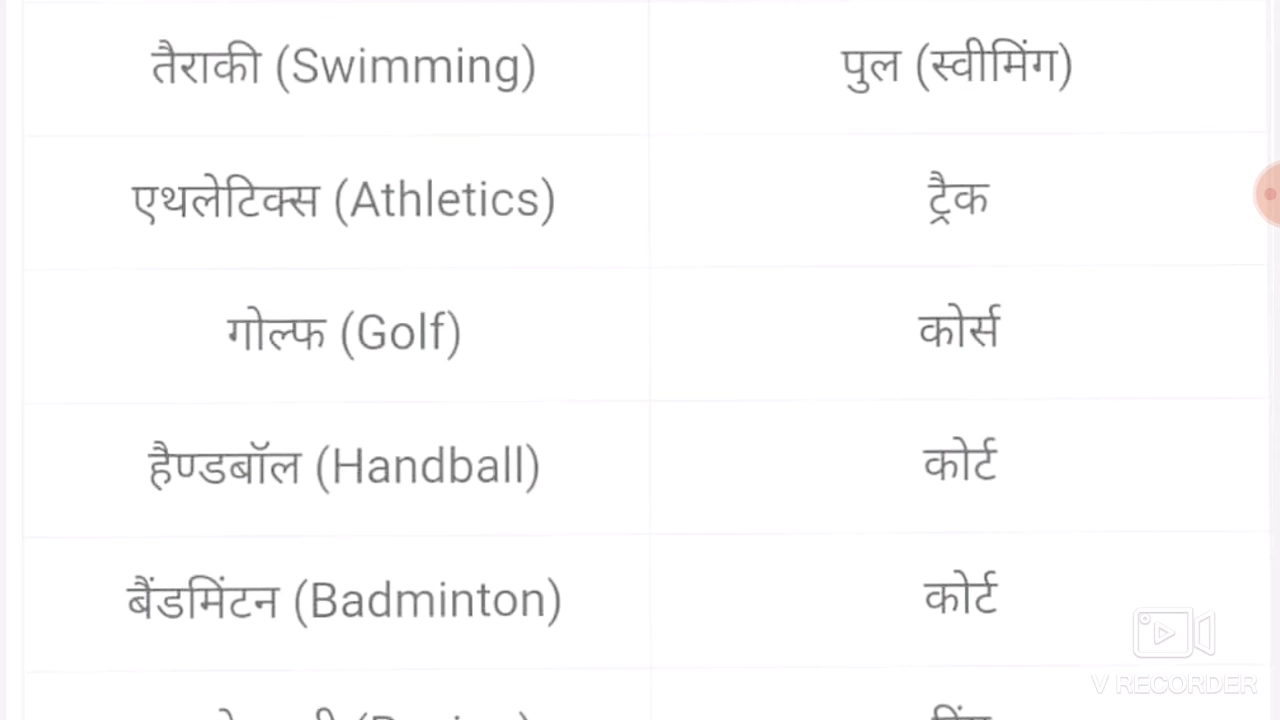 तैराकी (Swimming) पुल (स्वीमिंग)
एथलेटिक्स (Athletics) ट्रैक
गोल्फ (Golf) कोर्स
हैण्डबॉल (Handball) कोर्ट
बैंडमिंटन (Badminton) कोर्ट
V RECORDER